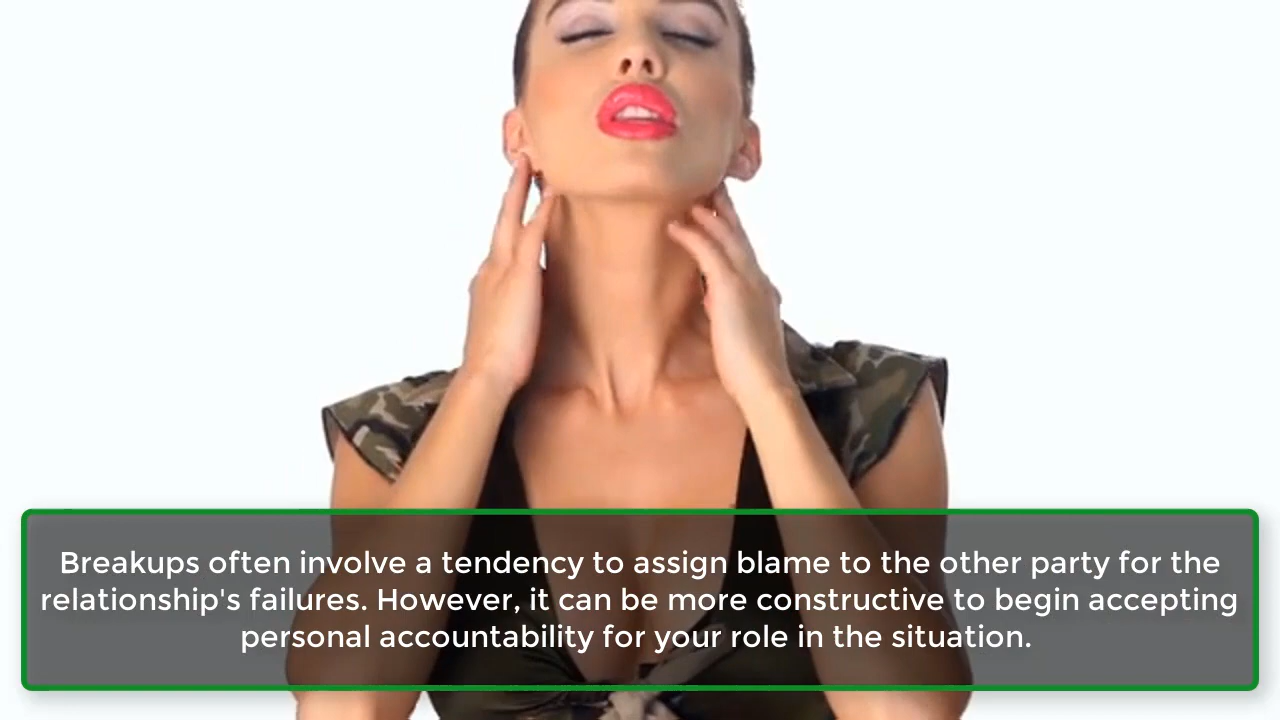 Breakups often involve a tendency to assign blame to the other party for the
relationship's failures. However, it can be more constructive to begin accepting
personal accountability for your role in the situation.